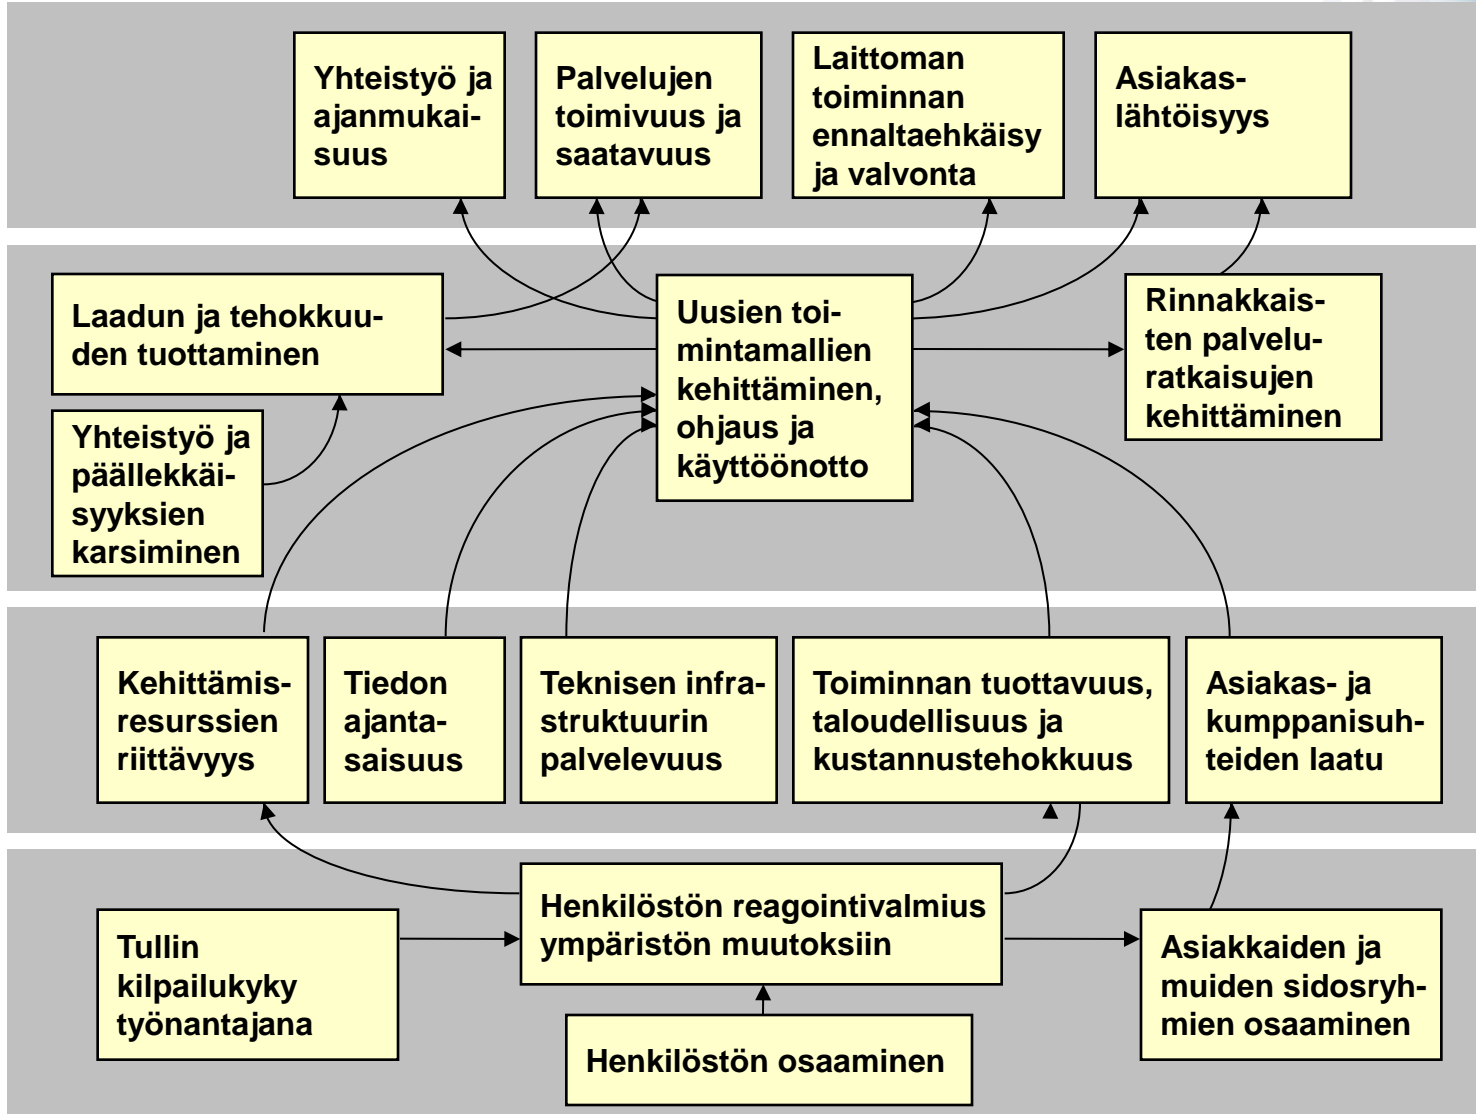 Yhteistyö ja
ajanmukai-
suus
Palvelujen
toimivuus ja
saatavuus
Laittoman
toiminnan
ennaltaehkäisy
ja valvonta
Asiakas-
lähtöisyys
Laadun ja tehokkuu-
den tuottaminen
Uusien toi-
mintamallien
kehittäminen,
ohjaus ja
käyttöönotto
Rinnakkais-
ten palvelu-
ratkaisujen
kehittäminen
Yhteistyö ja
päällekkäi-
syyksien
karsiminen
Kehittämis-
resurssien
riittävyys
Tiedon
ajanta-
saisuus
Teknisen infra-
struktuurin
palvelevuus
Toiminnan tuottavuus,
taloudellisuus ja
kustannustehokkuus
Asiakas- ja
kumppanisuh-
teiden laatu
Tullin
kilpailukyky
työnantajana
Henkilöstön reagointivalmius
ympäristön muutoksiin
Asiakkaiden ja
muiden sidosryh-
mien osaaminen
Henkilöstön osaaminen